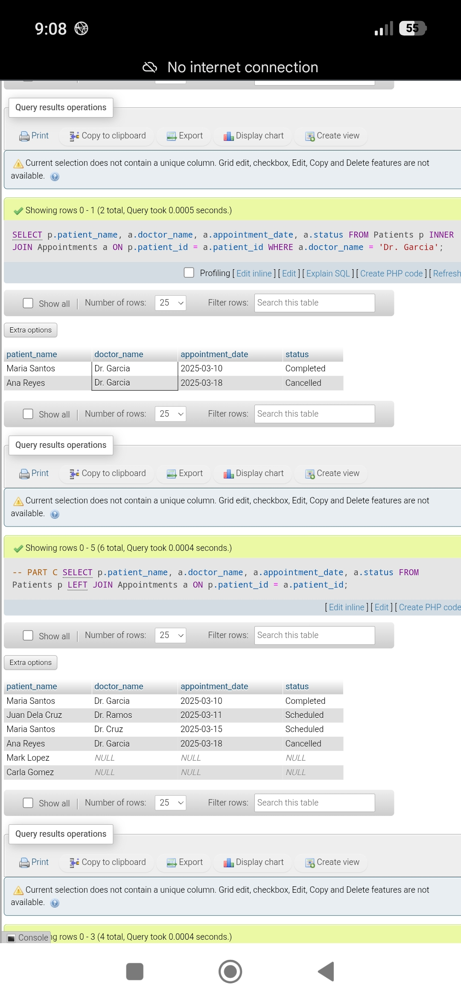 9:08
55
No internet connection
Query results operations
Print Copy to clipboard Export Display chart Create view
Current selection does not contain a unique column. Grid edit, checkbox, Edit, Copy and Delete features are not
available.
Showing rows 0 - 1 (2 total, Query took 0.0005 seconds.)
SELECT p.patient_name, a.doctor_name, a.appointment_date, a.status FROM Patients p INNER
JOIN Appointments a ON p.patient_id = a.patient_id WHERE a.doctor_name = 'Dr. Garcia';
Profiling [ Edit inline ] [ Edit ] [ Explain SQL ] [ Create PHP code ] [ Refresh
Show all | Number of rows: 25 Filter rows: Search this table
Extra options
patient_name doctor_name appointment_date status
Maria Santos Dr. Garcia 2025-03-10 Completed
Ana Reyes Dr. Garcia 2025-03-18 Cancelled
Show all | Number of rows: 25 Filter rows: Search this table
Query results operations
Print Copy to clipboard Export Display chart Create view
Current selection does not contain a unique column. Grid edit, checkbox, Edit, Copy and Delete features are not
available.
Showing rows 0 - 5 (6 total, Query took 0.0004 seconds.)
-- PART C SELECT p.patient_name, a.doctor_name, a.appointment_date, a.status FROM
Patients p LEFT JOIN Appointments a ON p.patient_id = a.patient_id;
[ Edit inline ] [ Edit ] [ Create PHP code
Show all | Number of rows: 25 Filter rows: Search this table
Extra options
patient_name doctor_name appointment_date status
Maria Santos Dr. Garcia 2025-03-10 Completed
Juan Dela Cruz Dr. Ramos 2025-03-11 Scheduled
Maria Santos Dr. Cruz 2025-03-15 Scheduled
Ana Reyes Dr. Garcia 2025-03-18 Cancelled
Mark Lopez NULL NULL NULL
Carla Gomez NULL NULL NULL
Show all | Number of rows: 25 Filter rows: Search this table
Query results operations
Print Copy to clipboard Export Display chart Create view
Current selection does not contain a unique column. Grid edit, checkbox, Edit, Copy and Delete features are not
available.
Console ng rows 0 - 3 (4 total, Query took 0.0004 seconds.)